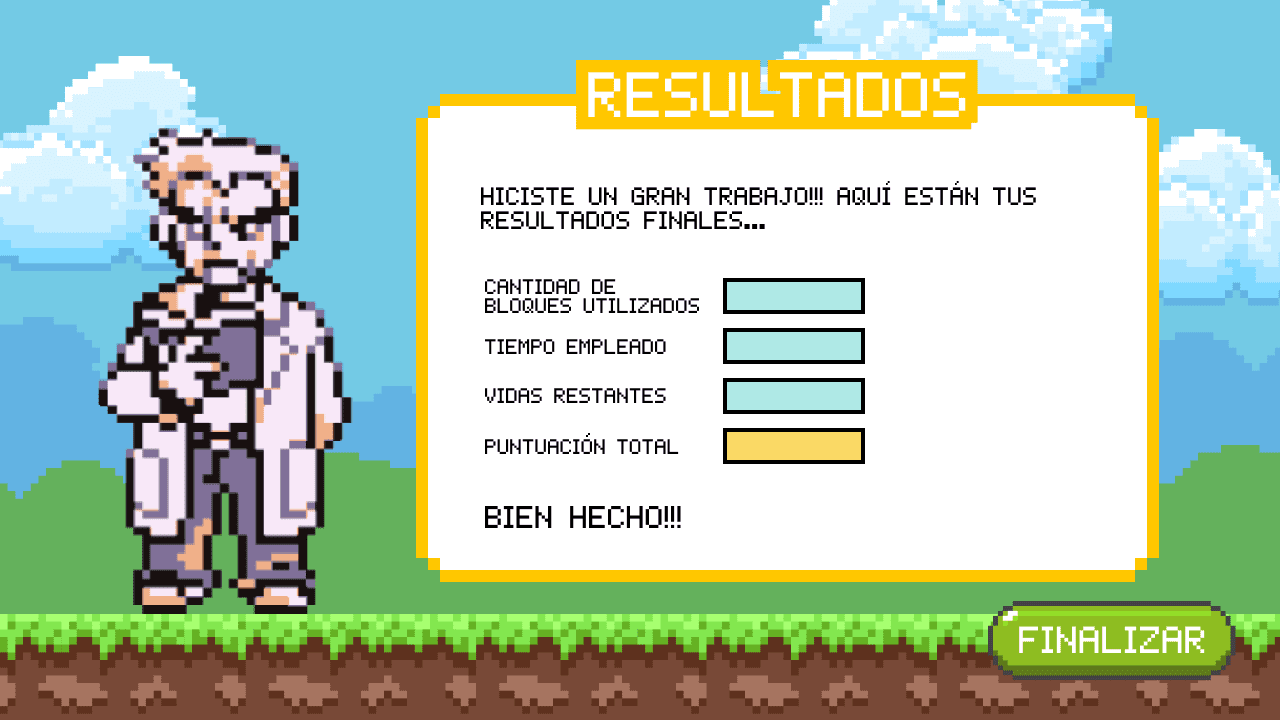 RESULTADOS
HICISTE UN GRAN TRABAJO!!! AQUÍ ESTÁN TUS
RESULTADOS FINALES...
CANTIDAD DE
BLOQUES UTILIZADOS
TIEMPO EMPLEADO
VIDAS RESTANTES
PUNTUACIÓN TOTAL
BIEN HECHO!!!
FINALIZAR